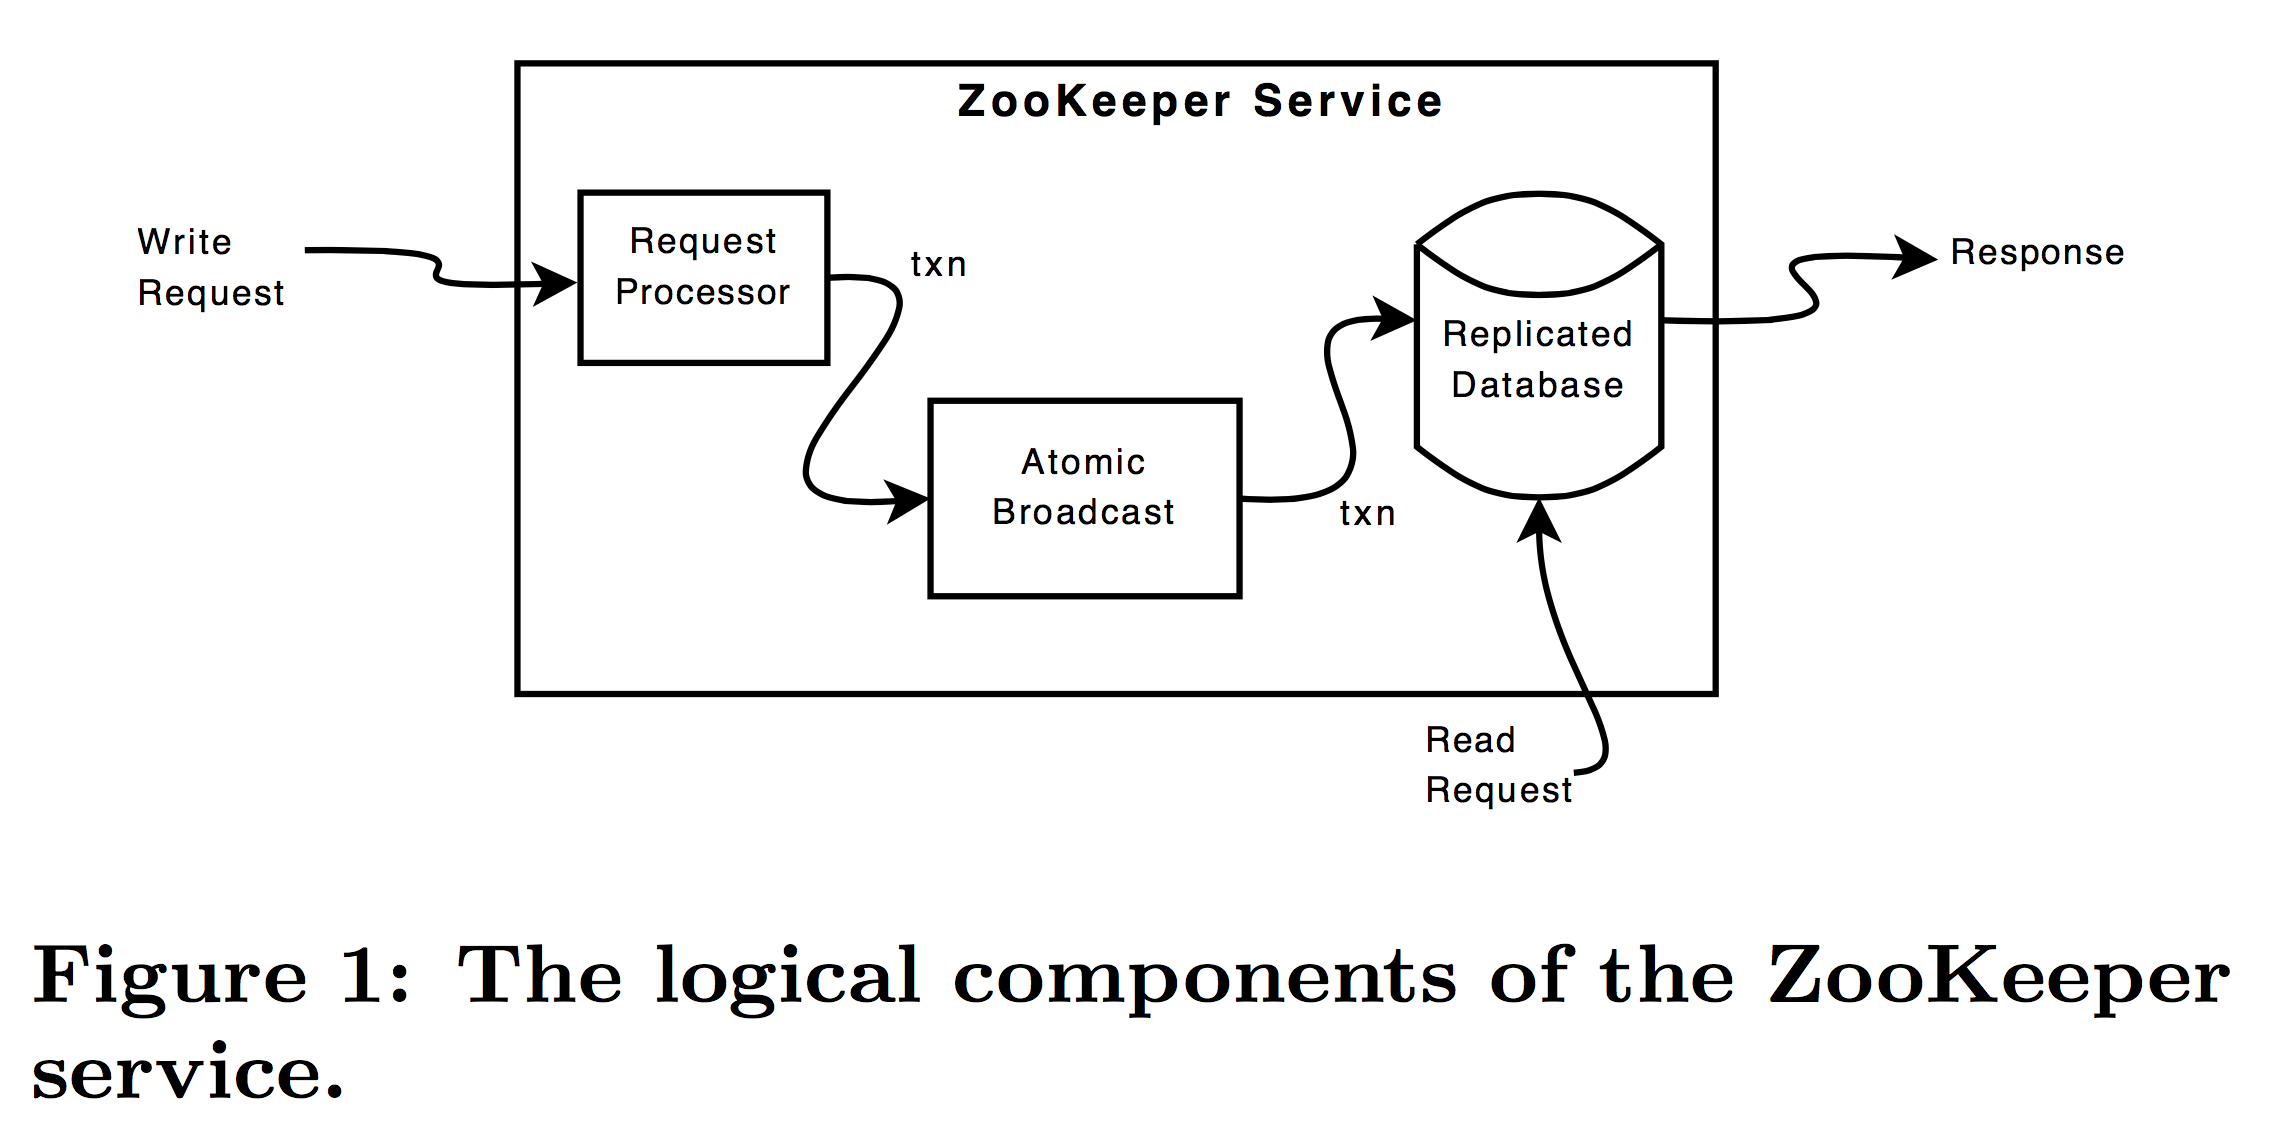 ZooKeeper Service
Write
Request
Request
Processor
txn
Atomic
Broadcast
txn
Replicated
Database
Response
Read
Request
Figure 1: The logical components of the ZooKeeper
service.